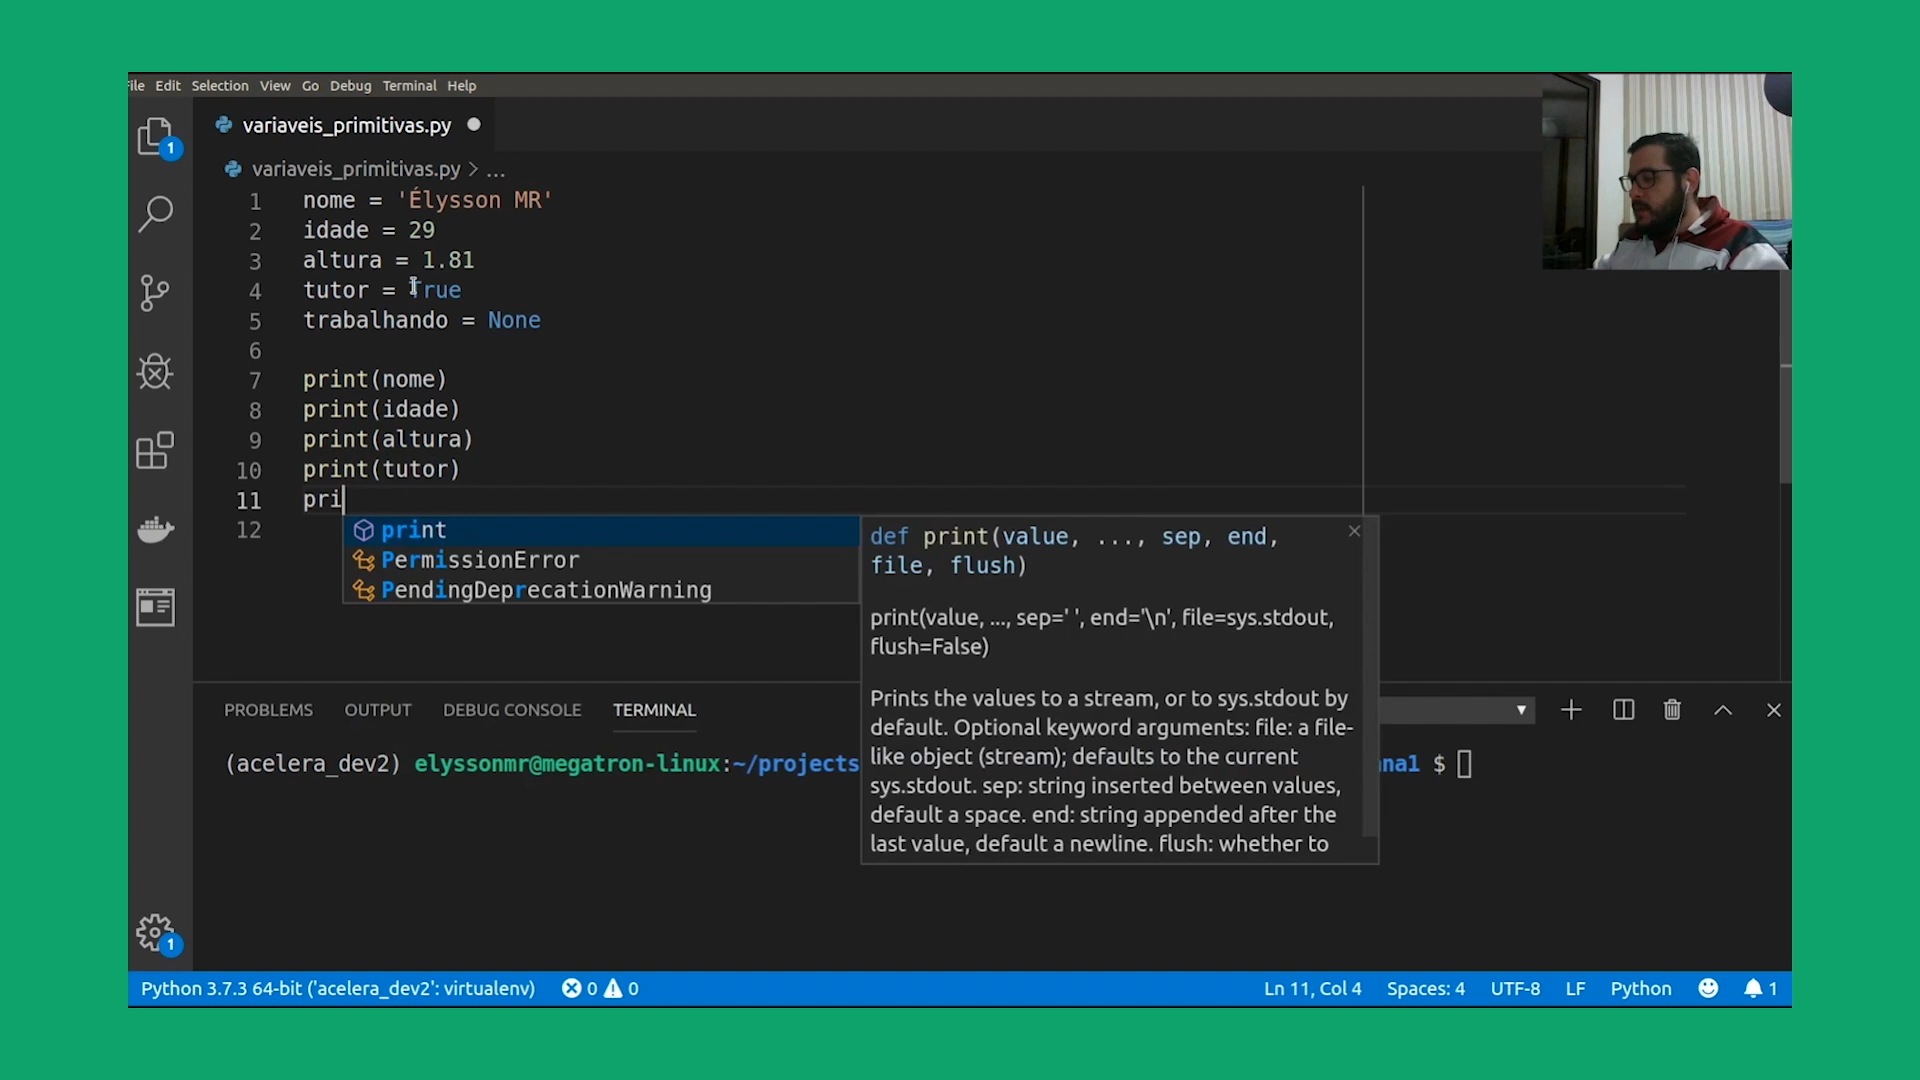 File Edit Selection View Go Debug Terminal Help
variaveis_primitivas.py
1
variaveis_primitivas.py > ...
1 nome = 'Élysson MR'
2 idade = 29
3 altura = 1.81
4 tutor = True
5 trabalhando = None
6
7 print(nome)
8 print(idade)
9 print(altura)
10 print(tutor)
11 pri
12
print
PermissionError
PendingDeprecationWarning
def print(value, ..., sep, end,
file, flush)
print(value, ..., sep=' ', end='\n', file=sys.stdout,
flush=False)
Prints the values to a stream, or to sys.stdout by
default. Optional keyword arguments: file: a file-
like object (stream); defaults to the current
sys.stdout. sep: string inserted between values,
default a space. end: string appended after the
last value, default a newline. flush: whether to
PROBLEMS OUTPUT DEBUG CONSOLE TERMINAL
(acelera_dev2) elyssonmr@megatron-linux:~/projects $
1
Python 3.7.3 64-bit ('acelera_dev2': virtualenv) 0 0 Ln 11, Col 4 Spaces: 4 UTF-8 LF Python 1